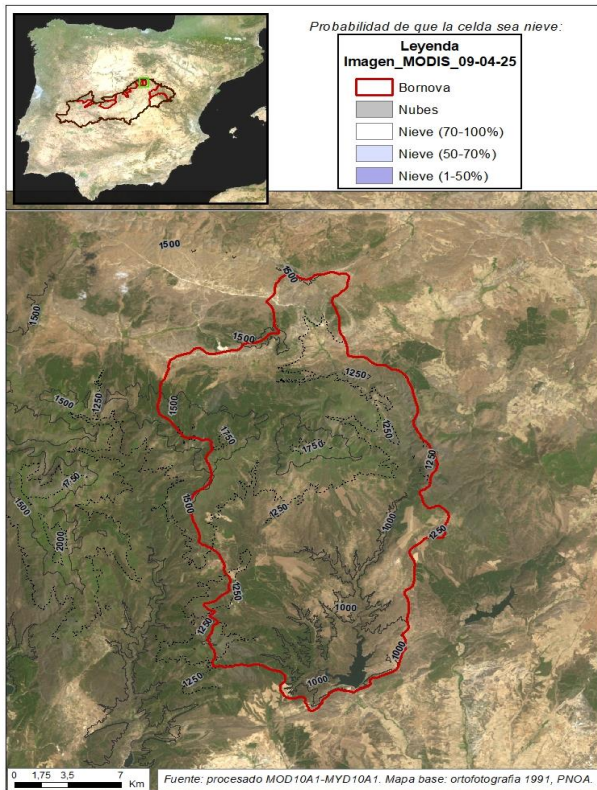 Probabilidad de que la celda sea nieve:
Leyenda
Imagen_MODIS_09-04-25
Bornova
Nubes
Nieve (70-100%)
Nieve (50-70%)
Nieve (1-50%)
1500
1500
1500
1500
1250
1500
1250
1500
1750
1750
1250
1250
1750
1500
1500
1250
1000
1250
2000
1250
1000
1250
1250
1000
1000
0 1,75 3,5 7
Km
Fuente: procesado MOD10A1-MYD10A1. Mapa base: ortofotografia 1991, PNOA.